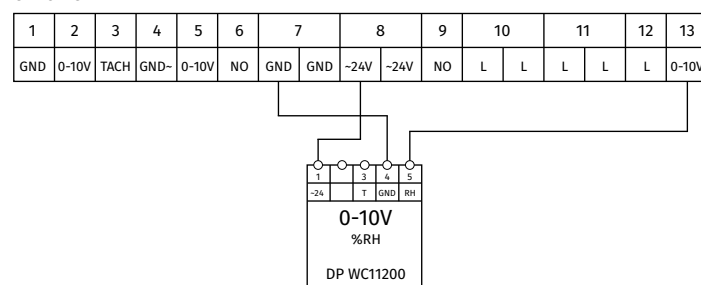 1 2 3 4 5 6 7 8 9 10 11 12 13
GND 0-10V TACH GND~ 0-10V NO GND GND ~24V ~24V NO L L L L L 0-10V
1 3 4 5
~24 T GND RH
0-10V
%RH
DP WC11200